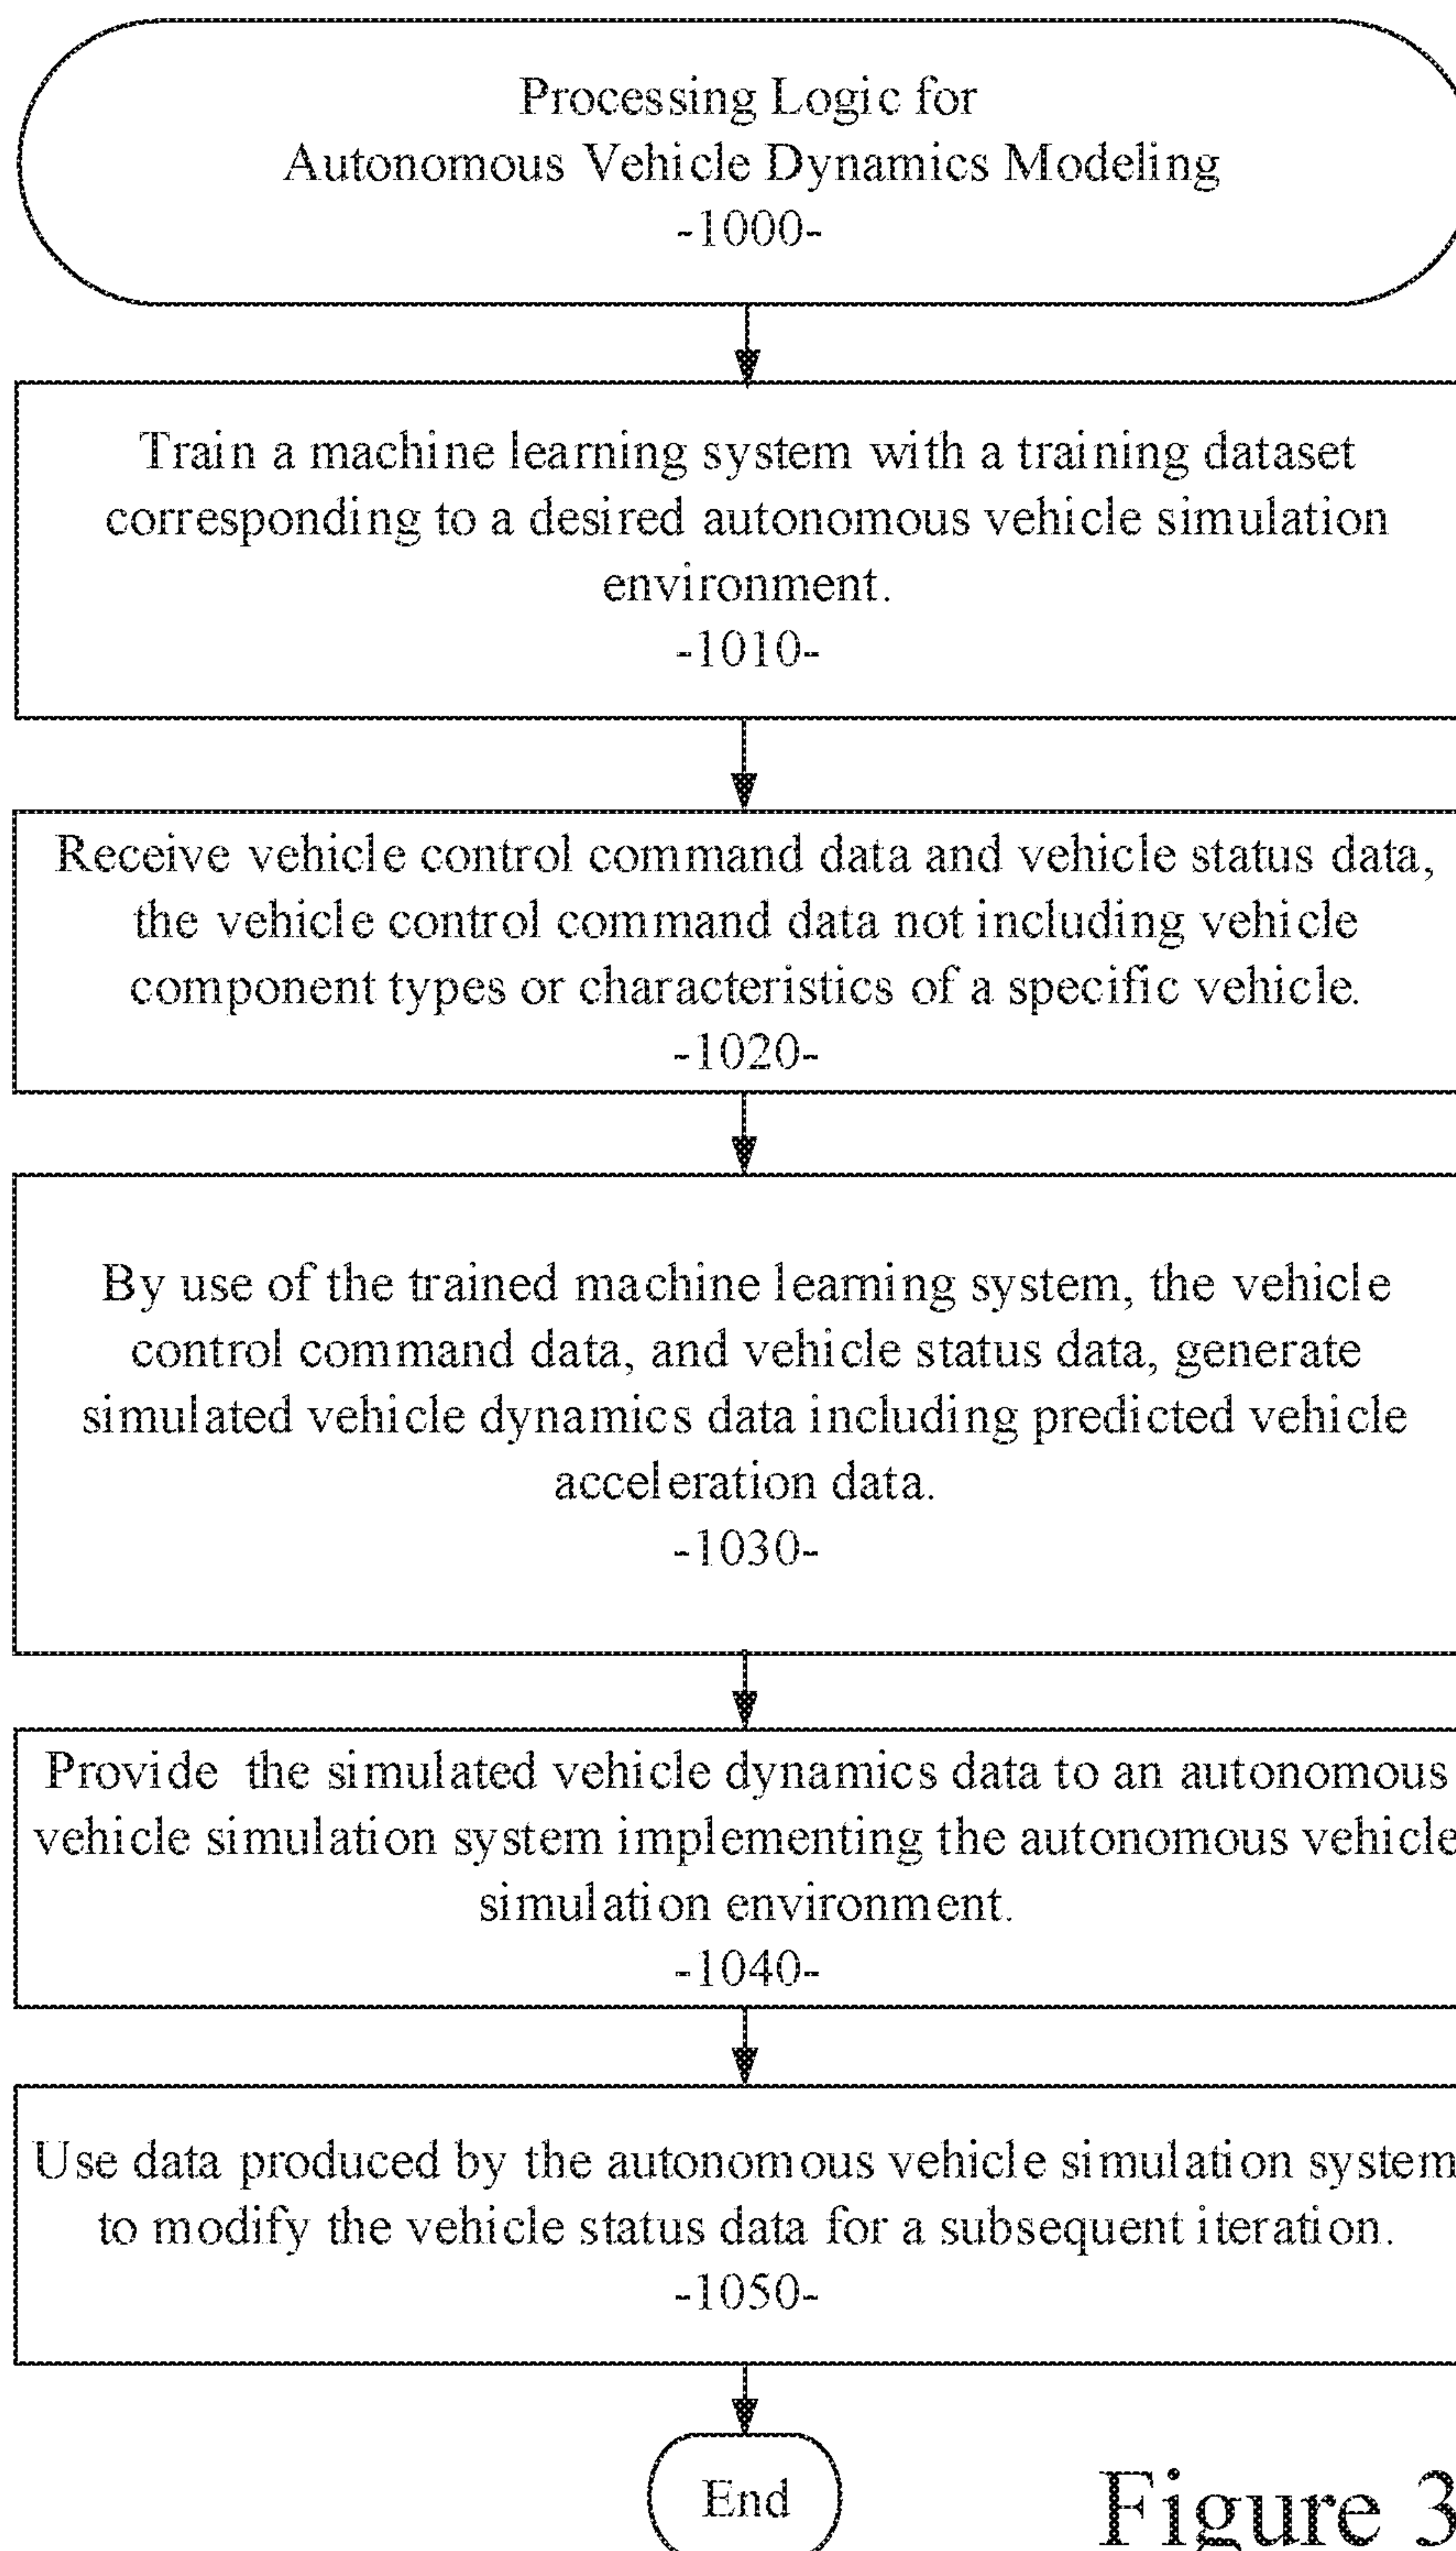 Processing Logic for
Autonomous Vehicle Dynamics Modeling
-1000-
Train a machine learning system with a training dataset
corresponding to a desired autonomous vehicle simulation
environment.
-1010-
Receive vehicle control command data and vehicle status data,
the vehicle control command data not including vehicle
component types or characteristics of a specific vehicle.
-1020-
By use of the trained machine learning system, the vehicle
control command data, and vehicle status data, generate
simulated vehicle dynamics data including predicted vehicle
acceleration data.
-1030-
Provide the simulated vehicle dynamics data to an autonomous
vehicle simulation system implementing the autonomous vehicle
simulation environment.
-1040-
Use data produced by the autonomous vehicle simulation system
to modify the vehicle status data for a subsequent iteration.
-1050-
End
Figure 3